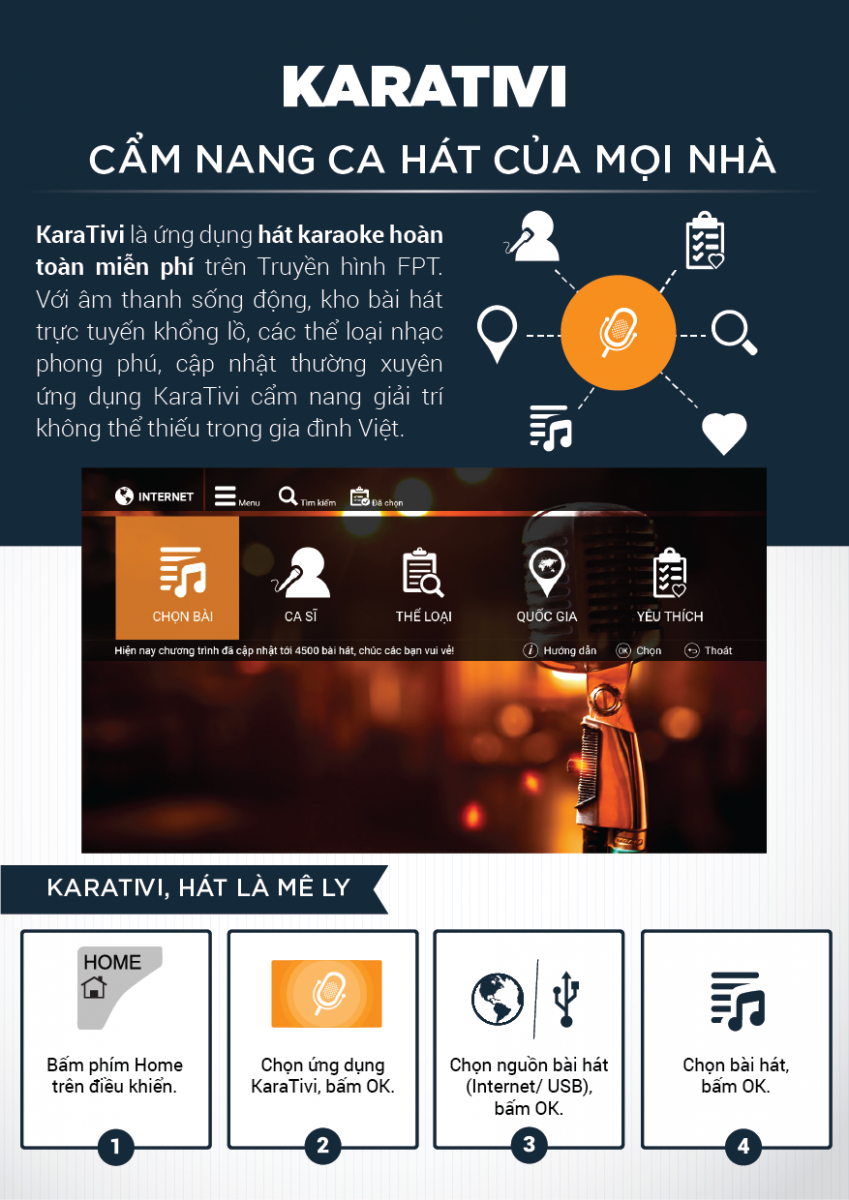 KARATIVI
CẨM NANG CA HÁT CỦA MỌI NHÀ
KaraTivi là ứng dụng hát karaoke hoàn
toàn miễn phí trên Truyền hình FPT.
Với âm thanh sống động, kho bài hát
trực tuyến khổng lồ, các thể loại nhạc
phong phú, cập nhật thường xuyên
ứng dụng KaraTivi cẩm nang giải trí
không thể thiếu trong gia đình Việt.
INTERNET Menu Tìm kiếm Đã chọn
CHỌN BÀI CA SĨ THỂ LOẠI QUỐC GIA YÊU THÍCH
Hiện nay chương trình đã cập nhật tới 4500 bài hát, chúc các bạn vui vẻ! i Hướng dẫn OK Chọn Thoát
KARATIVI, HÁT LÀ MÊ LY
HOME
Bấm phím Home
trên điều khiển.
1
Chọn ứng dụng
KaraTivi, bấm OK.
2
Chọn nguồn bài hát
(Internet/ USB),
bấm OK.
3
Chọn bài hát,
bấm OK.
4